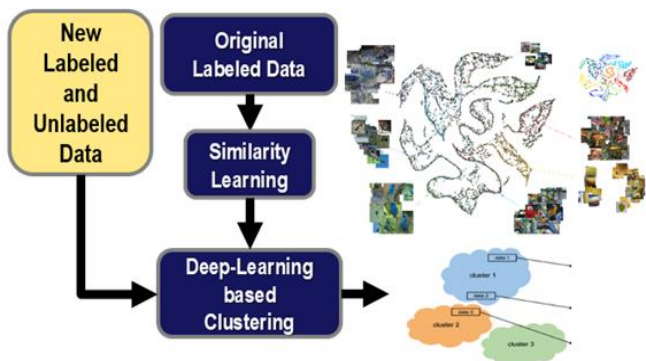 New
Labeled
and
Unlabeled
Data
Original
Labeled Data
Similarity
Learning
Deep-Learning
based
Clustering
data 1
cluster 1
data 2
data 3
cluster 2
cluster 3